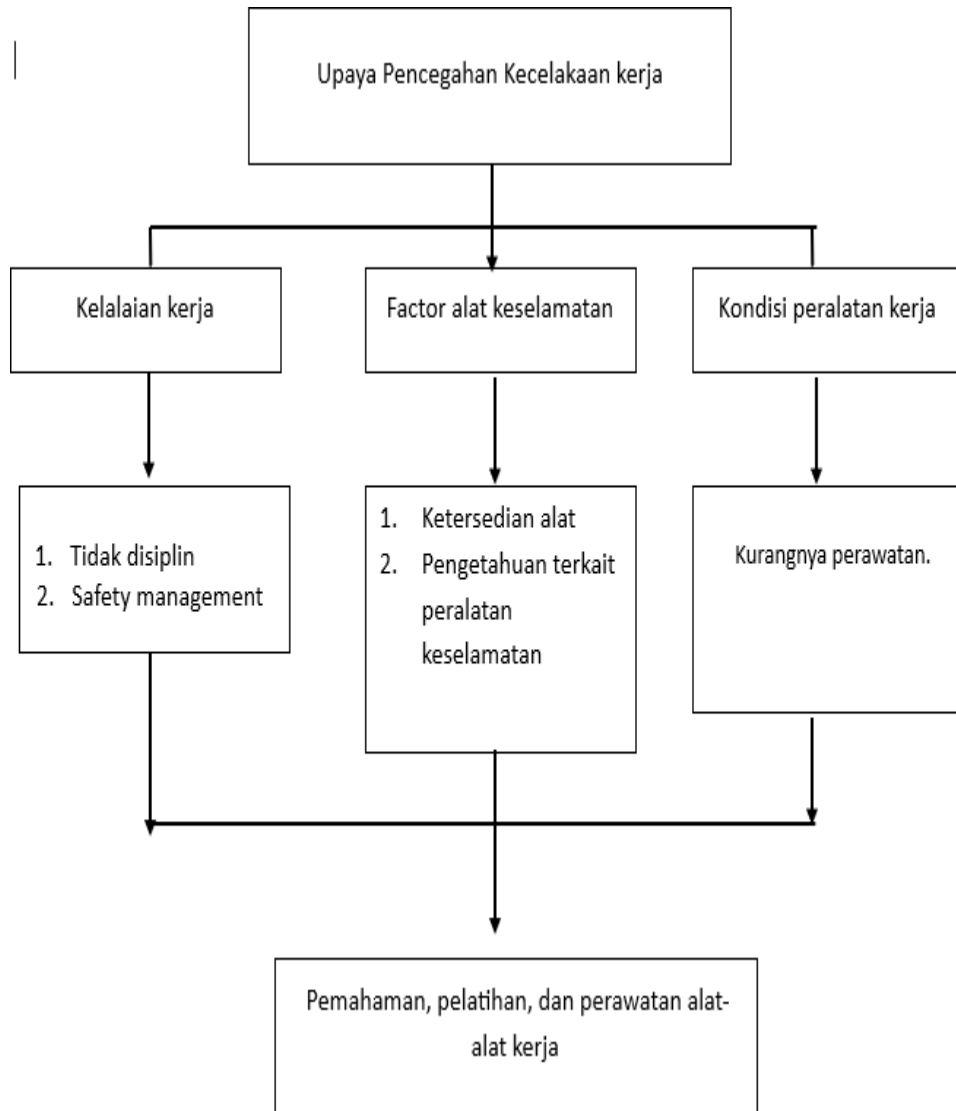 Upaya Pencegahan Kecelakaan kerja
Kelalaian kerja
Factor alat keselamatan
Kondisi peralatan kerja
1. Tidak disiplin
2. Safety management
1. Ketersedian alat
2. Pengetahuan terkait
peralatan
keselamatan
Kurangnya perawatan.
Pemahaman, pelatihan, dan perawatan alat-
alat kerja